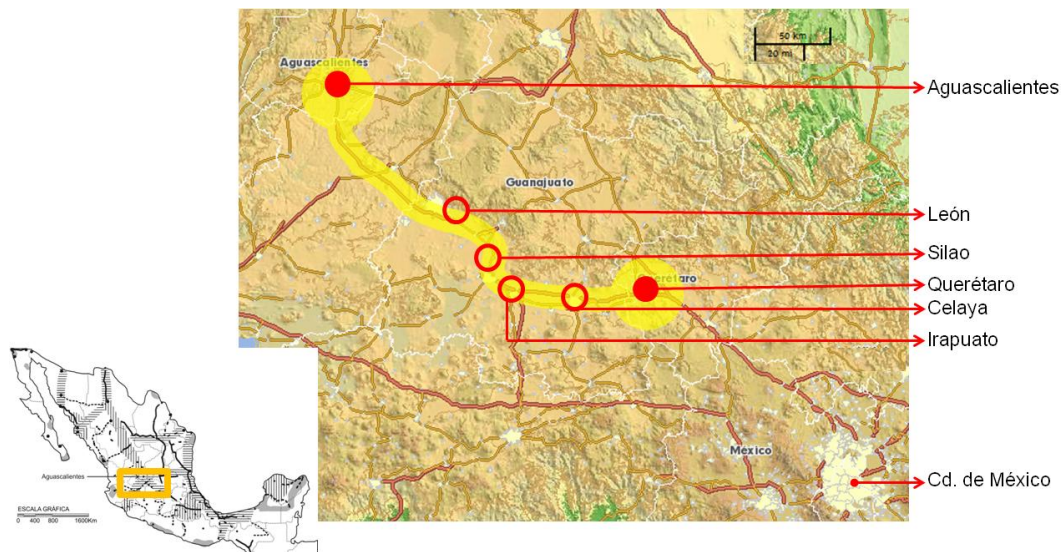 50 km
20 mi
Aguascalientes
Aguascalientes
Guanajuato
León
Silao
Querétaro
Celaya
Irapuato
México
Cd. de México
Aguascalientes
ESCALA GRÁFICA
0 400 800 1600Km